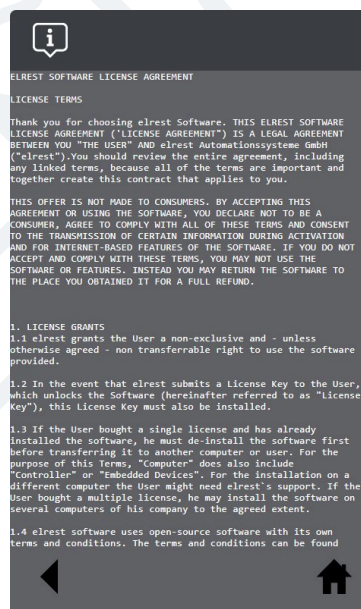 ELREST SOFTWARE LICENSE AGREEMENT
LICENSE TERMS
Thank you for choosing elrest Software. THIS ELREST SOFTWARE
LICENSE AGREEMENT ('LICENSE AGREEMENT") IS A LEGAL AGREEMENT
BETWEEN YOU "THE USER" AND elrest Automationssysteme GmbH
("elrest").You should review the entire agreement, including
any linked terms, because all of the terms are important and
together create this contract that applies to you.
THIS OFFER IS NOT MADE TO CONSUMERS. BY ACCEPTING THIS
AGREEMENT OR USING THE SOFTWARE, YOU DECLARE NOT TO BE A
CONSUMER, AGREE TO COMPLY WITH ALL OF THESE TERMS AND CONSENT
TO THE TRANSMISSION OF CERTAIN INFORMATION DURING ACTIVATION
AND FOR INTERNET-BASED FEATURES OF THE SOFTWARE. IF YOU DO NOT
ACCEPT AND COMPLY WITH THESE TERMS, YOU MAY NOT USE THE
SOFTWARE OR FEATURES. INSTEAD YOU MAY RETURN THE SOFTWARE TO
THE PLACE YOU OBTAINED IT FOR A FULL REFUND.
1. LICENSE GRANTS
1.1 elrest grants the User a non-exclusive and - unless
otherwise agreed - non transferrable right to use the software
provided.
1.2 In the event that elrest submits a License Key to the User,
which unlocks the Software (hereinafter referred to as "License
Key"), this License Key must also be installed.
1.3 If the User bought a single license and has already
installed the software, he must de-install the software first
before transferring it to another computer or user. For the
purpose of this Terms, "Computer" does also include
"Controller" or "Embedded Devices". For the installation on a
different computer the User might need elrest`s support. If the
User bought a multiple license, he may install the software on
several computers of his company to the agreed extent.
1.4 elrest software uses open-source software with its own
terms and conditions. The terms and conditions can be found